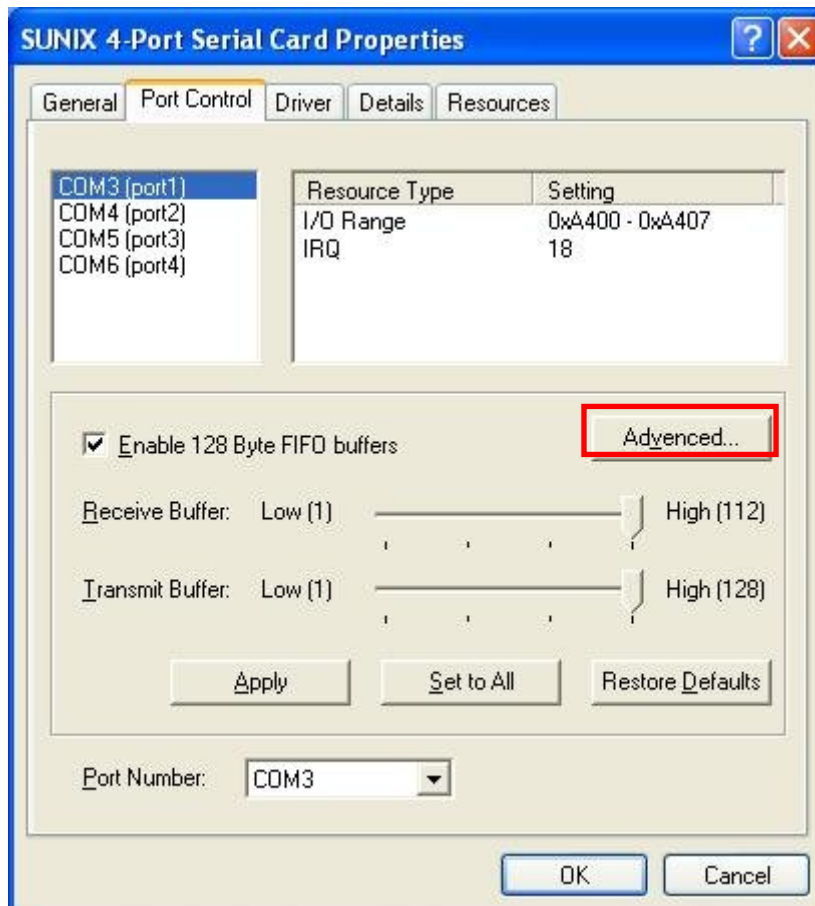 SUNIX 4-Port Serial Card Properties
General Port Control Driver Details Resources
COM3 (port1)
COM4 (port2)
COM5 (port3)
COM6 (port4)
Resource Type Setting
I/O Range 0xA400 - 0xA407
IRQ 18
Enable 128 Byte FIFO buffers
Advenced...
Receive Buffer: Low (1) High (112)
Transmit Buffer: Low (1) High (128)
Apply Set to All Restore Defaults
Port Number: COM3
OK Cancel